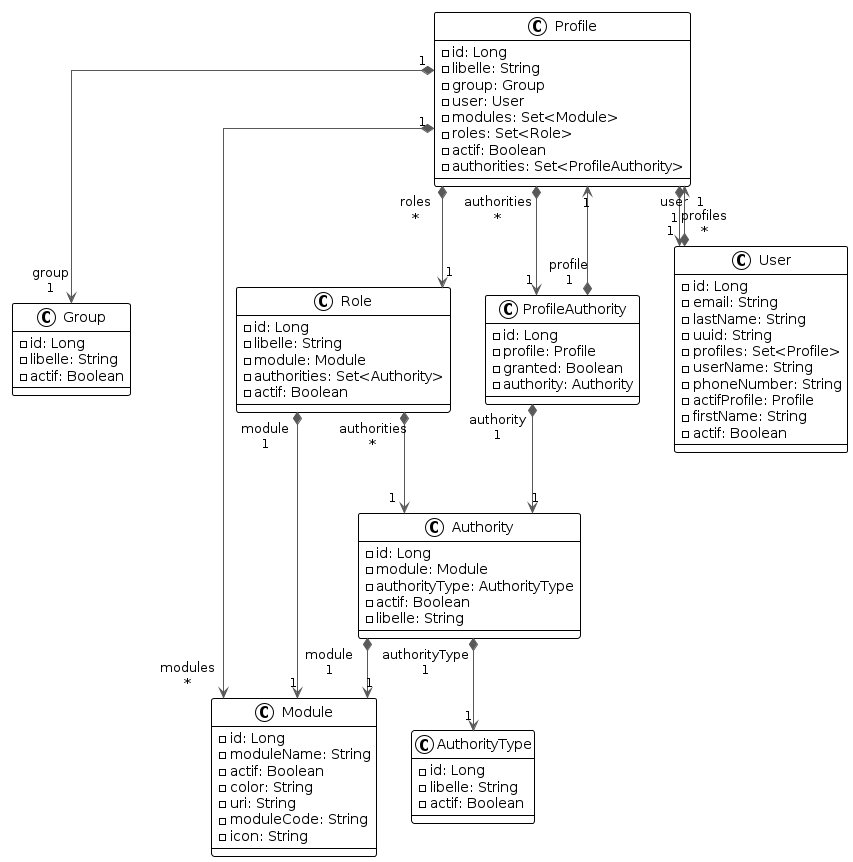 C Profile
id: Long
libelle: String
group: Group
user: User
modules: Set<Module>
roles: Set<Role>
actif: Boolean
authorities: Set<ProfileAuthority>
1
1
roles
*
authorities
*
1
user
1
profiles
1
*
1
group
1
1
profile
1
1
C Group
id: Long
libelle: String
actif: Boolean
C Role
id: Long
libelle: String
module: Module
authorities: Set<Authority>
actif: Boolean
C ProfileAuthority
id: Long
profile: Profile
granted: Boolean
authority: Authority
C User
id: Long
email: String
lastName: String
uuid: String
profiles: Set<Profile>
userName: String
phoneNumber: String
actifProfile: Profile
firstName: String
actif: Boolean
module
1
authorities
*
authority
1
1
1
C Authority
id: Long
module: Module
authorityType: AuthorityType
actif: Boolean
libelle: String
modules
*
1
module
1
1
authorityType
1
1
C Module
id: Long
moduleName: String
actif: Boolean
color: String
uri: String
moduleCode: String
icon: String
C AuthorityType
id: Long
libelle: String
actif: Boolean